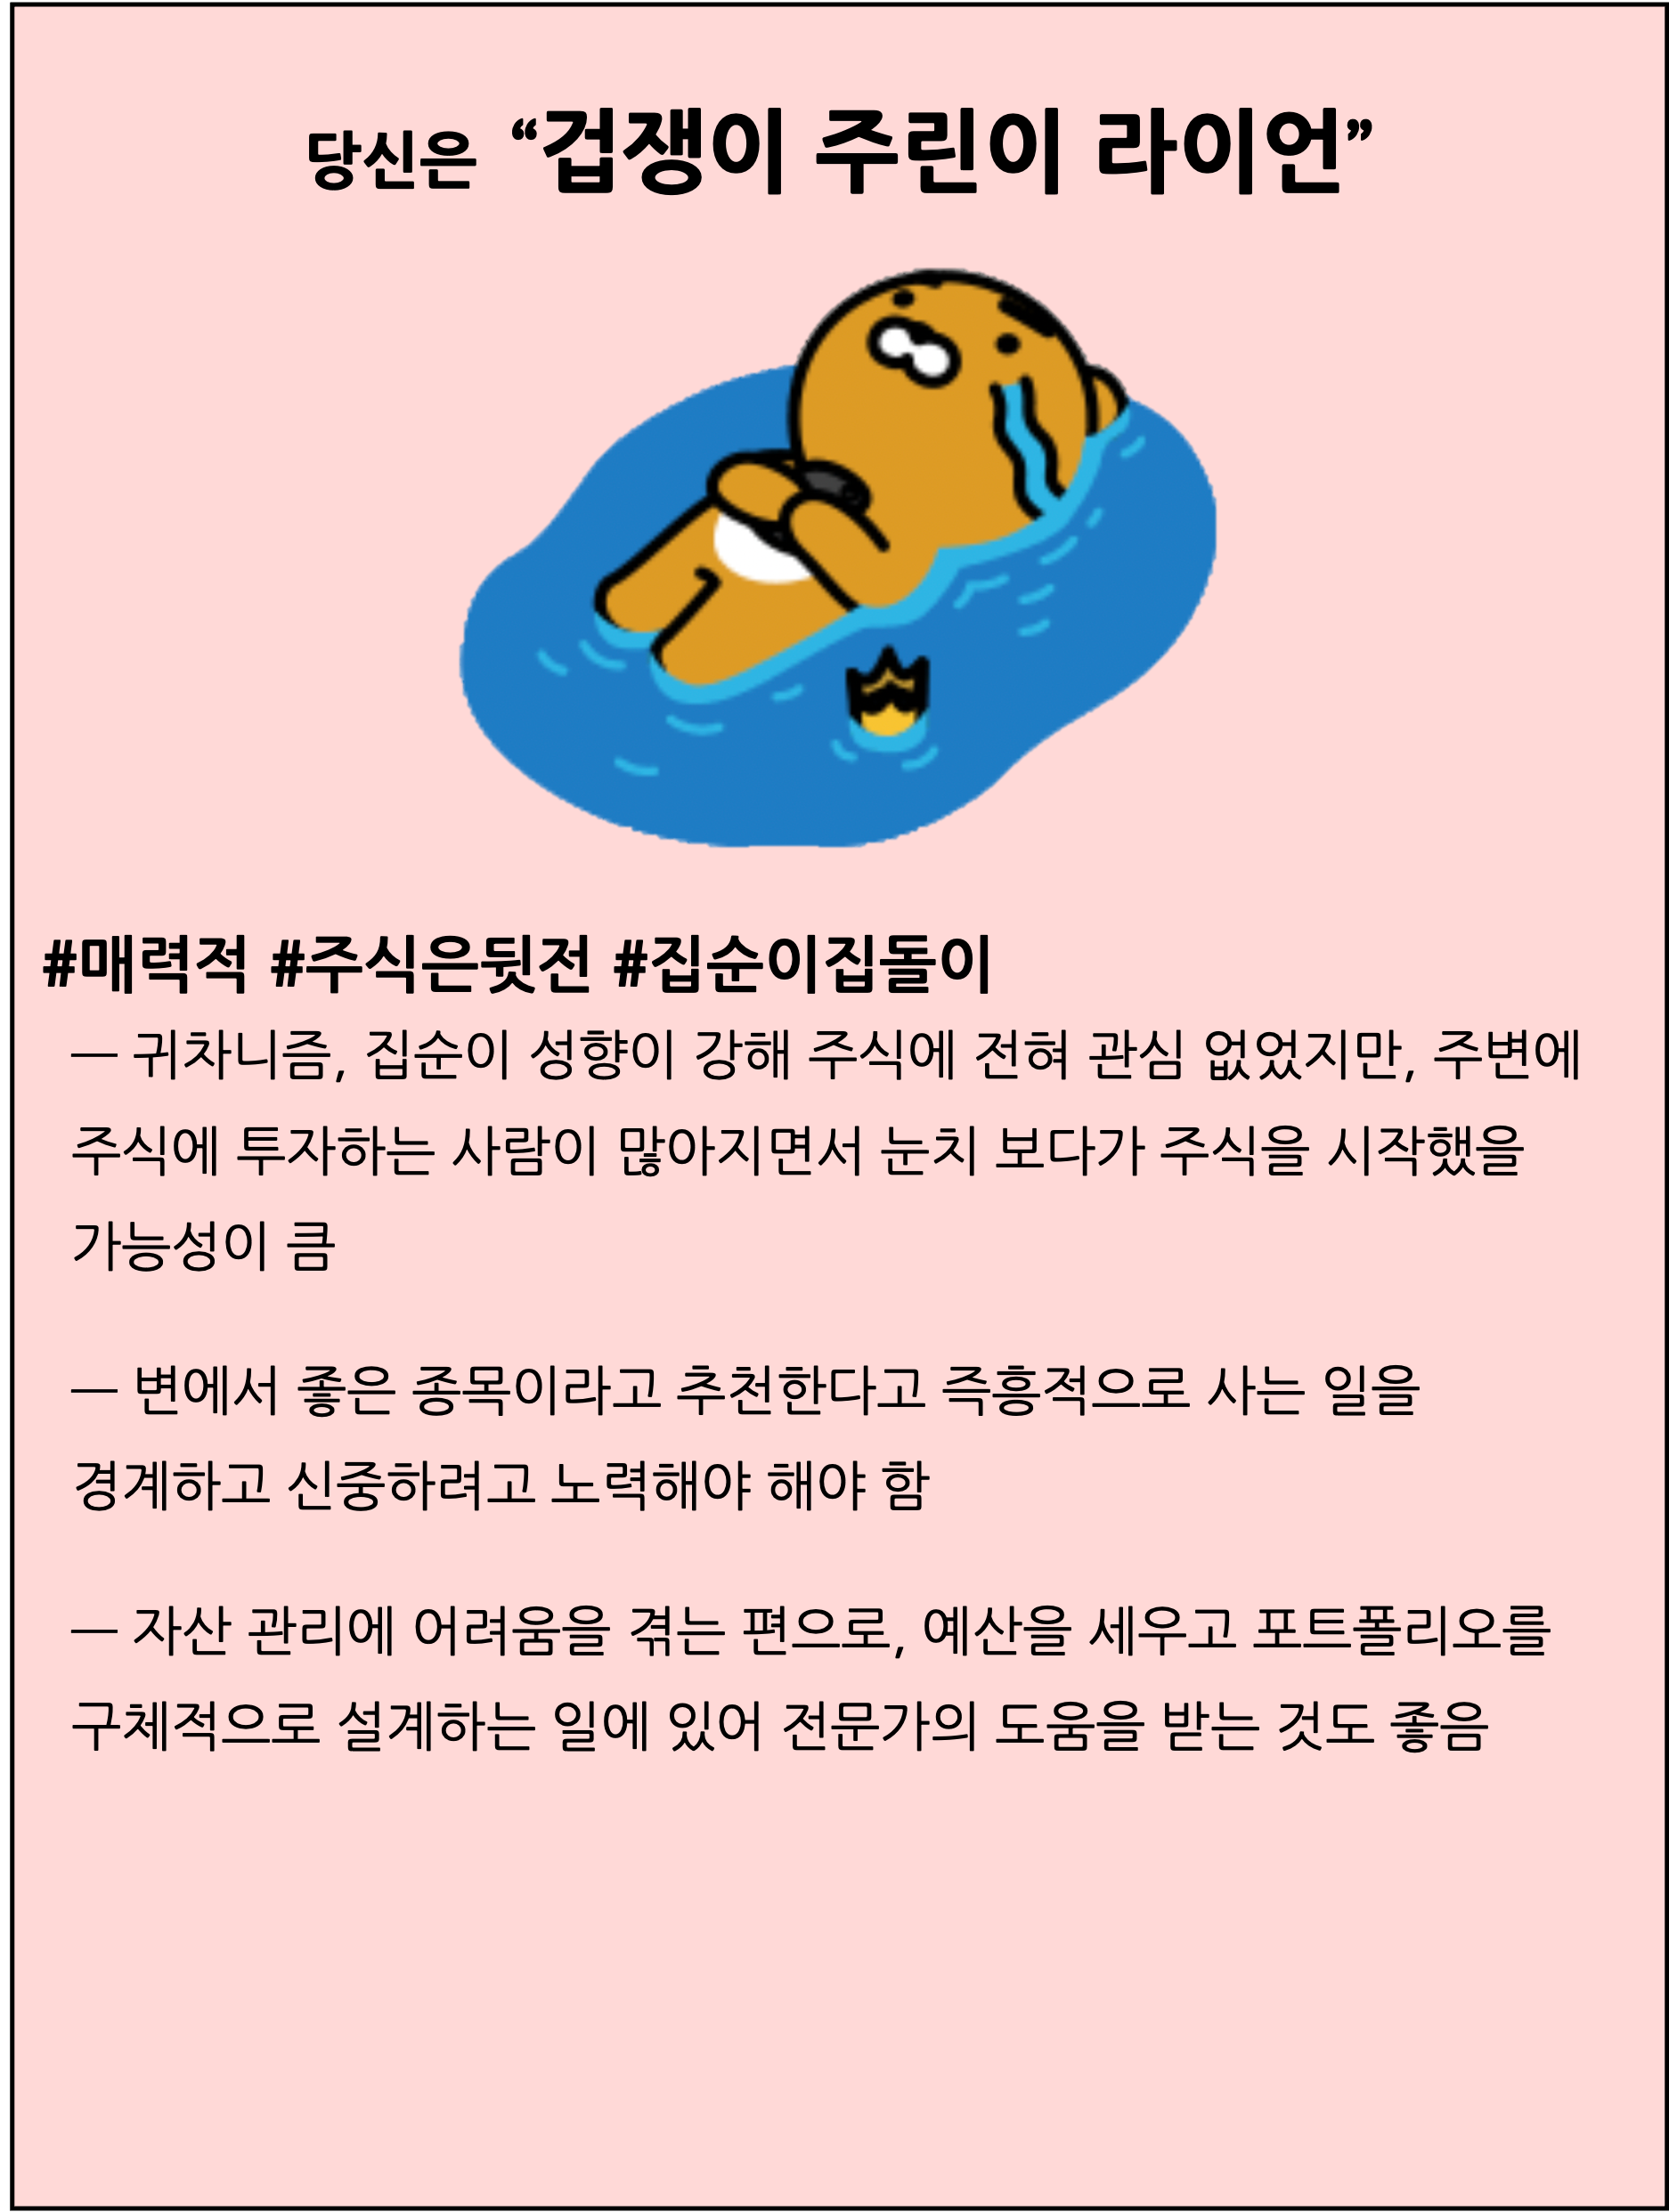 당신은 “겁쟁이 주린이 라이언”
#매력적 #주식은뒷전 #집순이집돌이
— 귀차니즘, 집순이 성향이 강해 주식에 전혀 관심 없었지만, 주변에
주식에 투자하는 사람이 많아지면서 눈치 보다가 주식을 시작했을
가능성이 큼
— 변에서 좋은 종목이라고 추천한다고 즉흥적으로 사는 일을
경계하고 신중하려고 노력해야 해야 함
— 자산 관리에 어려움을 겪는 편으로, 예산을 세우고 포트폴리오를
구체적으로 설계하는 일에 있어 전문가의 도움을 받는 것도 좋음